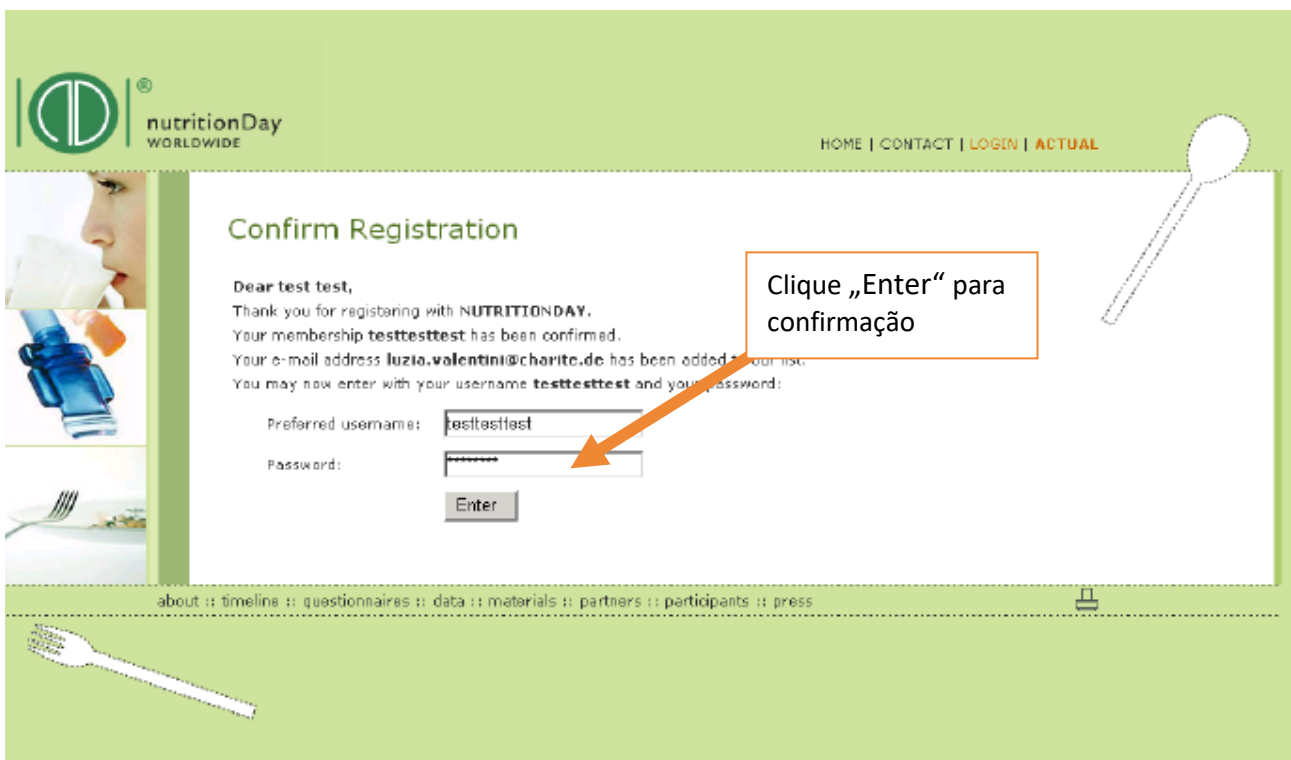 ®
nutritionDay
WORLDWIDE
HOME | CONTACT | LOGIN | ACTUAL
Confirm Registration
Clique „Enter“ para
confirmação
Dear test test,
Thank you for registering with NUTRITIONDAY.
Your membership testtesttest has been confirmed.
Your e-mail address luzia.valentini@charite.de has been added to our list.
You may now enter with your username testtesttest and your password:
Preferred username: testtesttest
Password: ********
Enter
about :: timeline :: questionnaires :: data :: materials :: partners :: participants :: press